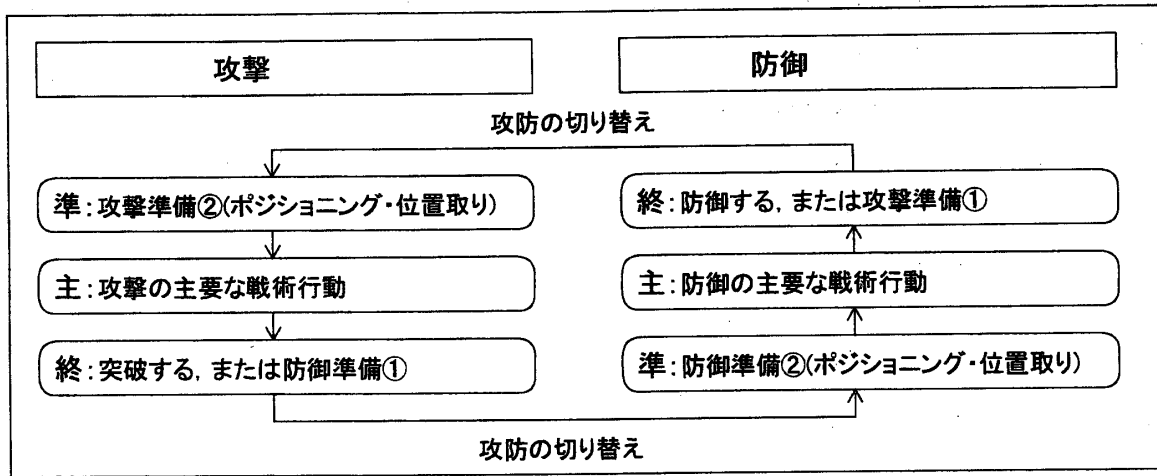 攻撃
防御
攻防の切り替え
準:攻撃準備②(ポジショニング・位置取り)
主:攻撃の主要な戦術行動
終:突破する,または防御準備①
終:防御する,または攻撃準備①
主:防御の主要な戦術行動
準:防御準備②(ポジショニング・位置取り)
攻防の切り替え